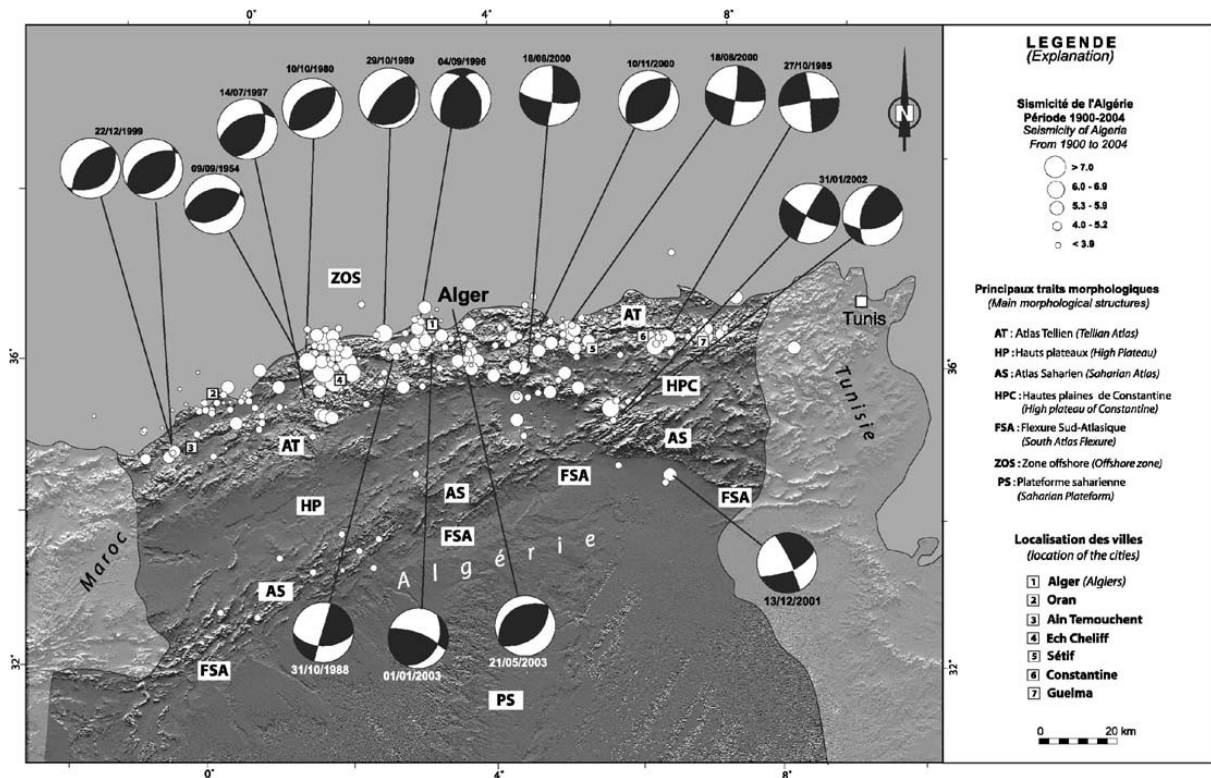 0° 4° 8°
10/10/1980
29/10/1989
04/09/1996
18/08/2000
10/11/2000
18/08/2000
27/10/1985
14/07/1997
22/12/1999
09/09/1954
31/01/2002
N
ZOS
Alger
AT
Tunis
36°
36°
1
2
3
4
5
6
7
HPC
Tunisie
AT
AS
HP
AS
FSA
FSA
FSA
Maroc
Algérie
AS
FSA
PS
31/10/1988
01/01/2003
21/05/2003
13/12/2001
32°
32°
0° 4° 8°
LEGENDE
(Explanation)
Sismicité de l'Algérie
Période 1900-2004
Seismicity of Algeria
From 1900 to 2004
> 7.0
6.0 - 6.9
5.3 - 5.9
4.0 - 5.2
< 3.9
Principaux traits morphologiques
(Main morphological structures)
AT : Atlas Tellien (Tellian Atlas)
HP : Hauts plateaux (High Plateau)
AS : Atlas Saharien (Saharian Atlas)
HPC : Hautes plaines de Constantine
(High plateau of Constantine)
FSA : Flexure Sud-Atlasique
(South Atlas Flexure)
ZOS : Zone offshore (Offshore zone)
PS : Plateforme saharienne
(Saharian Plateform)
Localisation des villes
(location of the cities)
1 Alger (Algiers)
2 Oran
3 Ain Temouchent
4 Ech Cheliff
5 Sétif
6 Constantine
7 Guelma
0 20 km